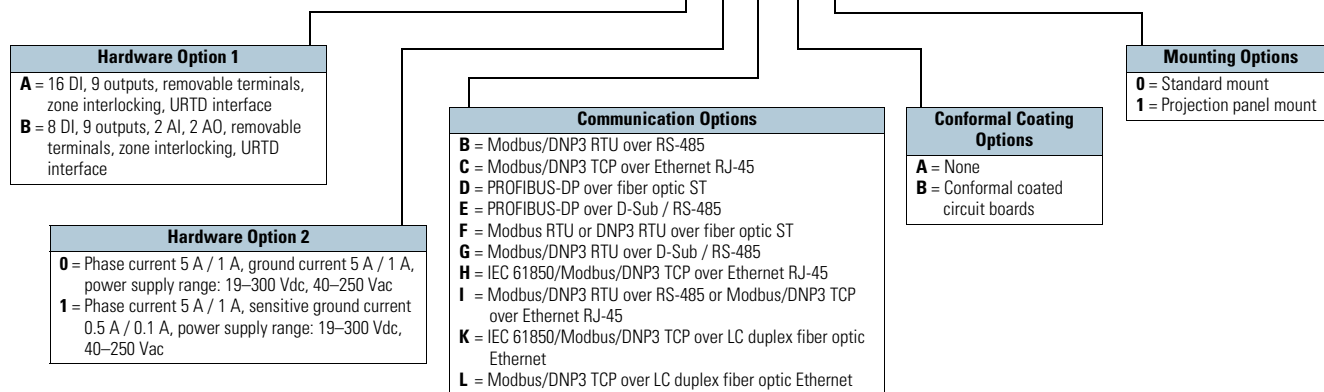 Hardware Option 1
A = 16 DI, 9 outputs, removable terminals,
zone interlocking, URTD interface
B = 8 DI, 9 outputs, 2 AI, 2 AO, removable
terminals, zone interlocking, URTD
interface
Hardware Option 2
0 = Phase current 5 A / 1 A, ground current 5 A / 1 A,
power supply range: 19–300 Vdc, 40–250 Vac
1 = Phase current 5 A / 1 A, sensitive ground current
0.5 A / 0.1 A, power supply range: 19–300 Vdc,
40–250 Vac
Communication Options
B = Modbus/DNP3 RTU over RS-485
C = Modbus/DNP3 TCP over Ethernet RJ-45
D = PROFIBUS-DP over fiber optic ST
E = PROFIBUS-DP over D-Sub / RS-485
F = Modbus RTU or DNP3 RTU over fiber optic ST
G = Modbus/DNP3 RTU over D-Sub / RS-485
H = IEC 61850/Modbus/DNP3 TCP over Ethernet RJ-45
I = Modbus/DNP3 RTU over RS-485 or Modbus/DNP3 TCP
over Ethernet RJ-45
K = IEC 61850/Modbus/DNP3 TCP over LC duplex fiber optic
Ethernet
L = Modbus/DNP3 TCP over LC duplex fiber optic Ethernet
Conformal Coating
Options
A = None
B = Conformal coated
circuit boards
Mounting Options
0 = Standard mount
1 = Projection panel mount